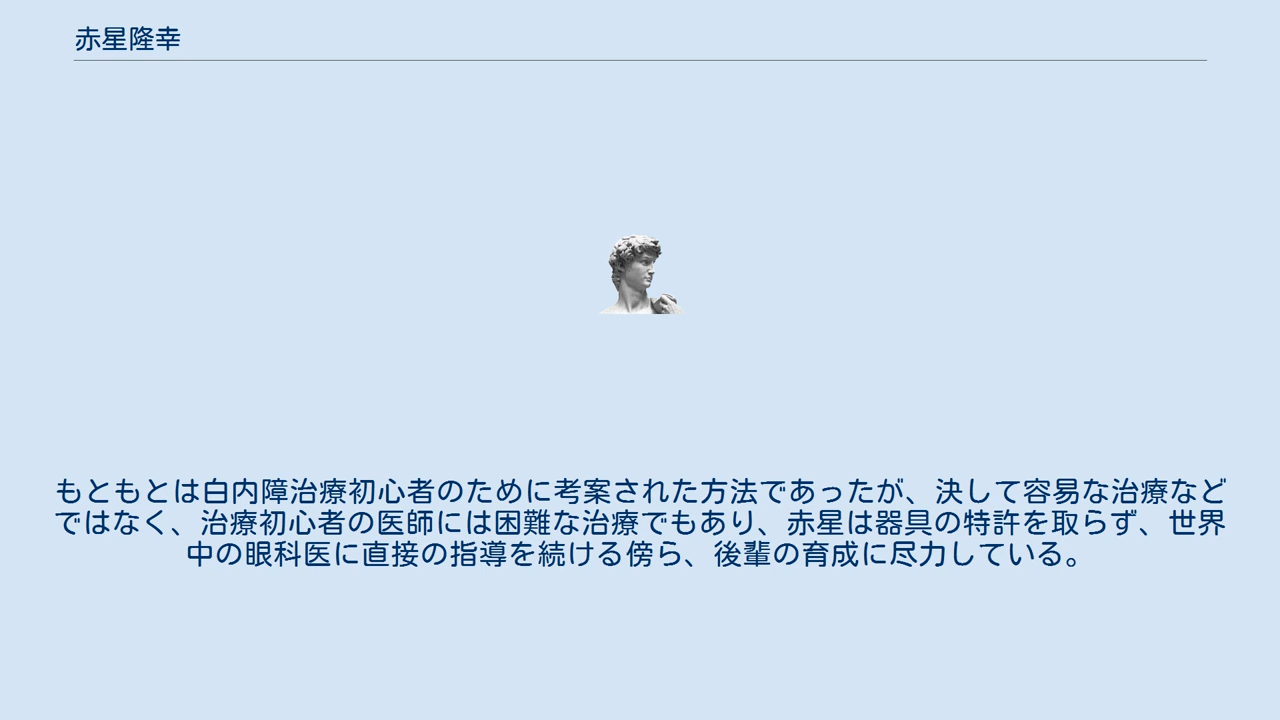 赤星隆幸
もともとは白内障治療初心者のために考案された方法であったが、決して容易な治療など
ではなく、治療初心者の医師には困難な治療でもあり、赤星は器具の特許を取らず、世界
中の眼科医に直接の指導を続ける傍ら、後輩の育成に尽力している。